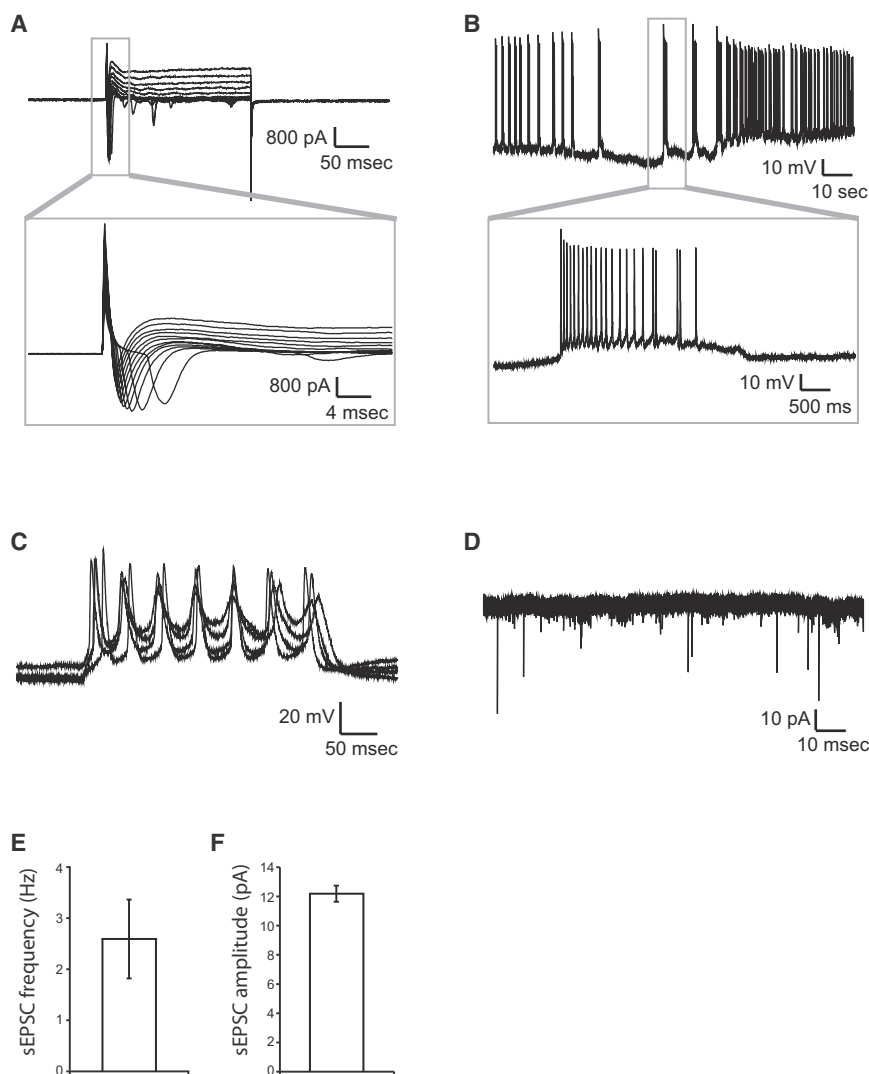 A
800 pA
50 msec
800 pA
4 msec
B
10 mV
10 sec
10 mV
500 ms
C
20 mV
50 msec
D
10 pA
10 msec
E
sEPSC frequency (Hz)
4
3
2
1
0
F
sEPSC amplitude (pA)
14
12
10
8
6
4
2
0